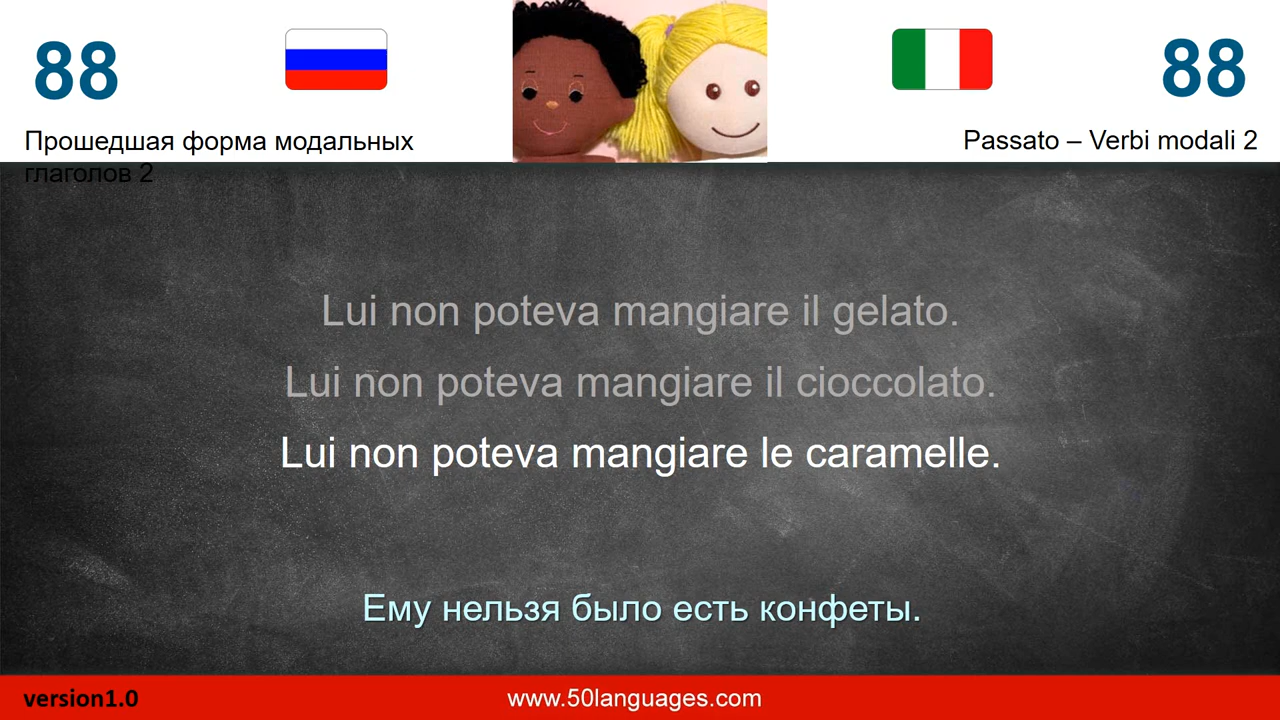 88
88
Прошедшая форма модальных
глаголов 2
Passato – Verbi modali 2
Lui non poteva mangiare il gelato.
Lui non poteva mangiare il cioccolato.
Lui non poteva mangiare le caramelle.
Ему нельзя было есть конфеты.
version1.0
www.50languages.com